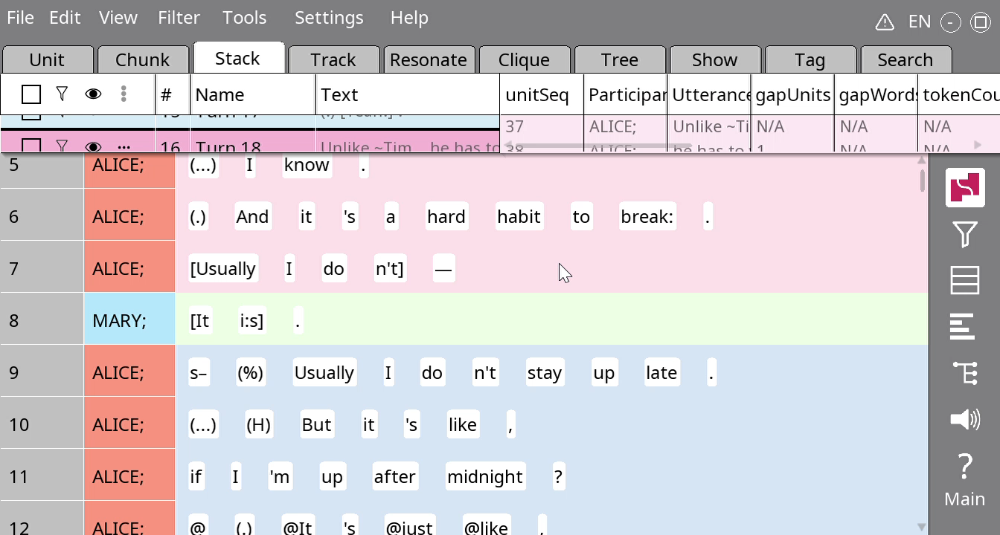 File Edit View Filter Tools Settings Help EN
Unit Chunk Stack Track Resonate Clique Tree Show Tag Search
# Name Text unitSeq Participan Utterance gapUnits gapWords tokenCou
37 ALICE; Unlike ~Ti N/A N/A N/A
16 Turn 18 Unlike ~Tim... he has to 38 ALICE; he has to 1 N/A N/A
5 ALICE; (...) I know .
6 ALICE; (.) And it 's a hard habit to break: .
7 ALICE; [Usually I do n't] —
8 MARY; [It i:s] .
9 ALICE; s– (%) Usually I do n't stay up late .
10 ALICE; (...) (H) But it 's like ,
11 ALICE; if I 'm up after midnight ?
12 ALICE; @ (.) @It 's @just @like ,
Main